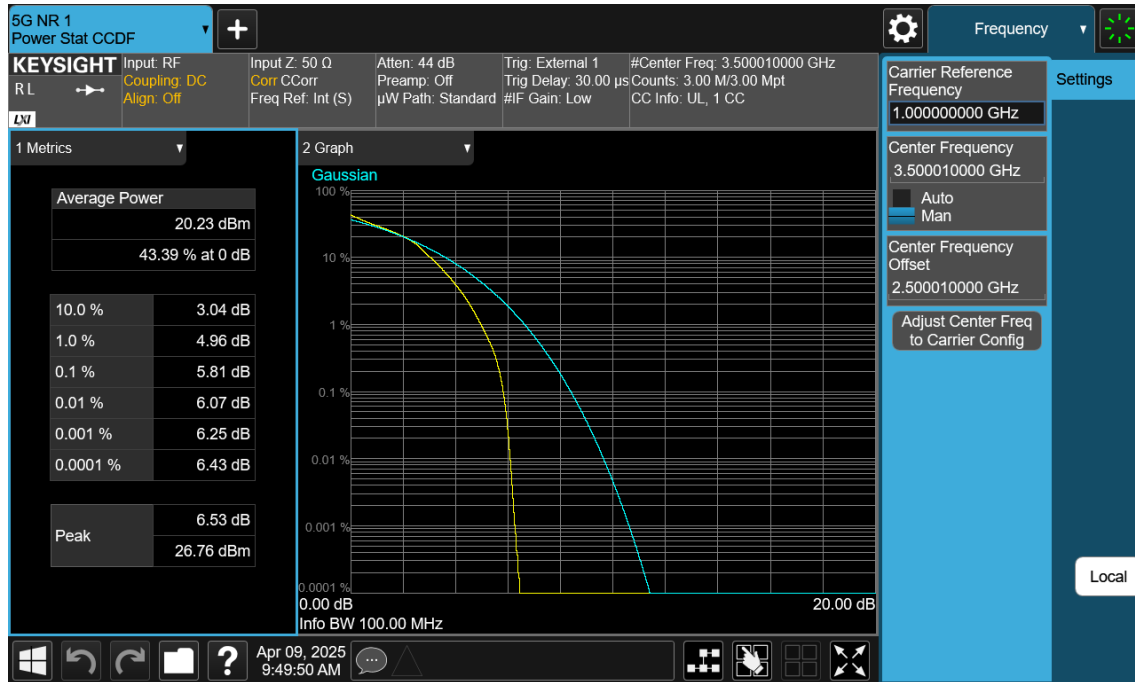 5G NR 1
Power Stat CCDF
+
Frequency
KEYSIGHT
R L
LXI
Input: RF
Coupling: DC
Align: Off
Input Z: 50 Ω
Corr CCorr
Freq Ref: Int (S)
Atten: 44 dB
Preamp: Off
µW Path: Standard
Trig: External 1
Trig Delay: 30.00 µs
#IF Gain: Low
#Center Freq: 3.500010000 GHz
Counts: 3.00 M/3.00 Mpt
CC Info: UL, 1 CC
1 Metrics
Average Power
20.23 dBm
43.39 % at 0 dB
10.0 % 3.04 dB
1.0 % 4.96 dB
0.1 % 5.81 dB
0.01 % 6.07 dB
0.001 % 6.25 dB
0.0001 % 6.43 dB
Peak
6.53 dB
26.76 dBm
2 Graph
Gaussian
100 %
10 %
1 %
0.1 %
0.01 %
0.001 %
0.0001 %
0.00 dB 20.00 dB
Info BW 100.00 MHz
Carrier Reference
Frequency
1.000000000 GHz
Center Frequency
3.500010000 GHz
Auto
Man
Center Frequency
Offset
2.500010000 GHz
Adjust Center Freq
to Carrier Config
Settings
Local
?
Apr 09, 2025
9:49:50 AM